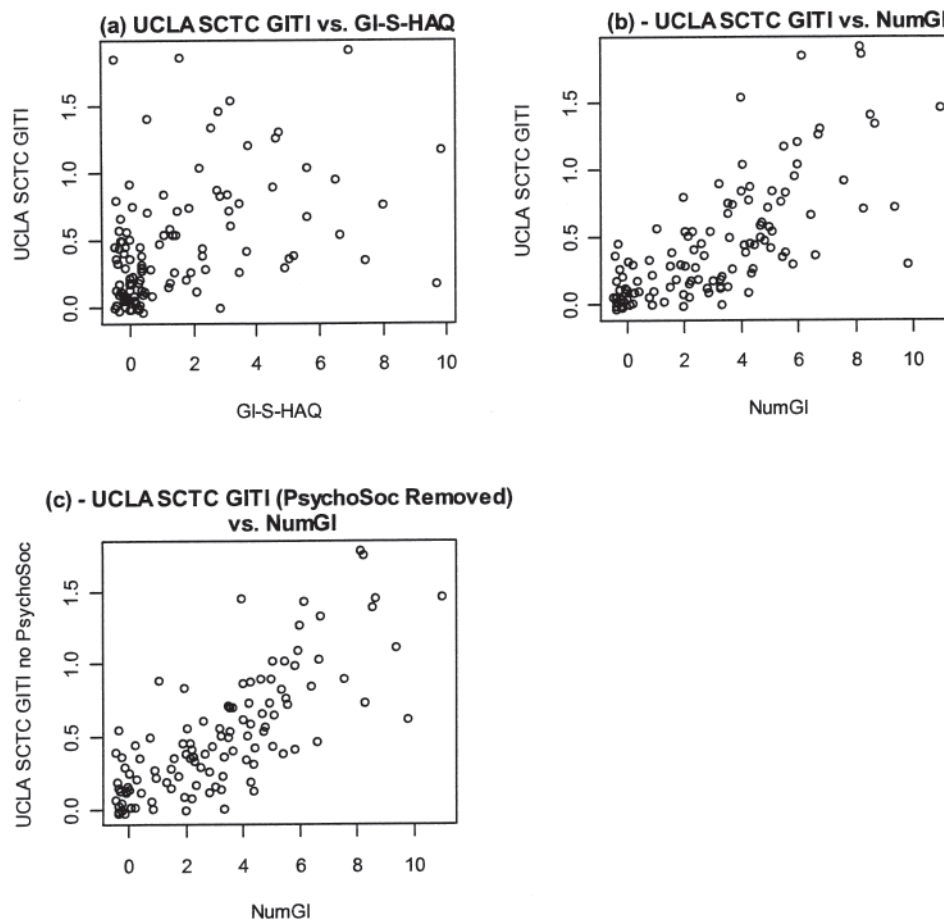 (a) UCLA SCTC GITI vs. GI-S-HAQ
UCLA SCTC GITI
0.0 0.5 1.0 1.5
0 2 4 6 8 10
GI-S-HAQ
(b) - UCLA SCTC GITI vs. NumGI
UCLA SCTC GITI
0.0 0.5 1.0 1.5
0 2 4 6 8 10
NumGI
(c) - UCLA SCTC GITI (PsychoSoc Removed)
vs. NumGI
UCLA SCTC GITI no PsychoSoc
0.0 0.5 1.0 1.5
0 2 4 6 8 10
NumGI